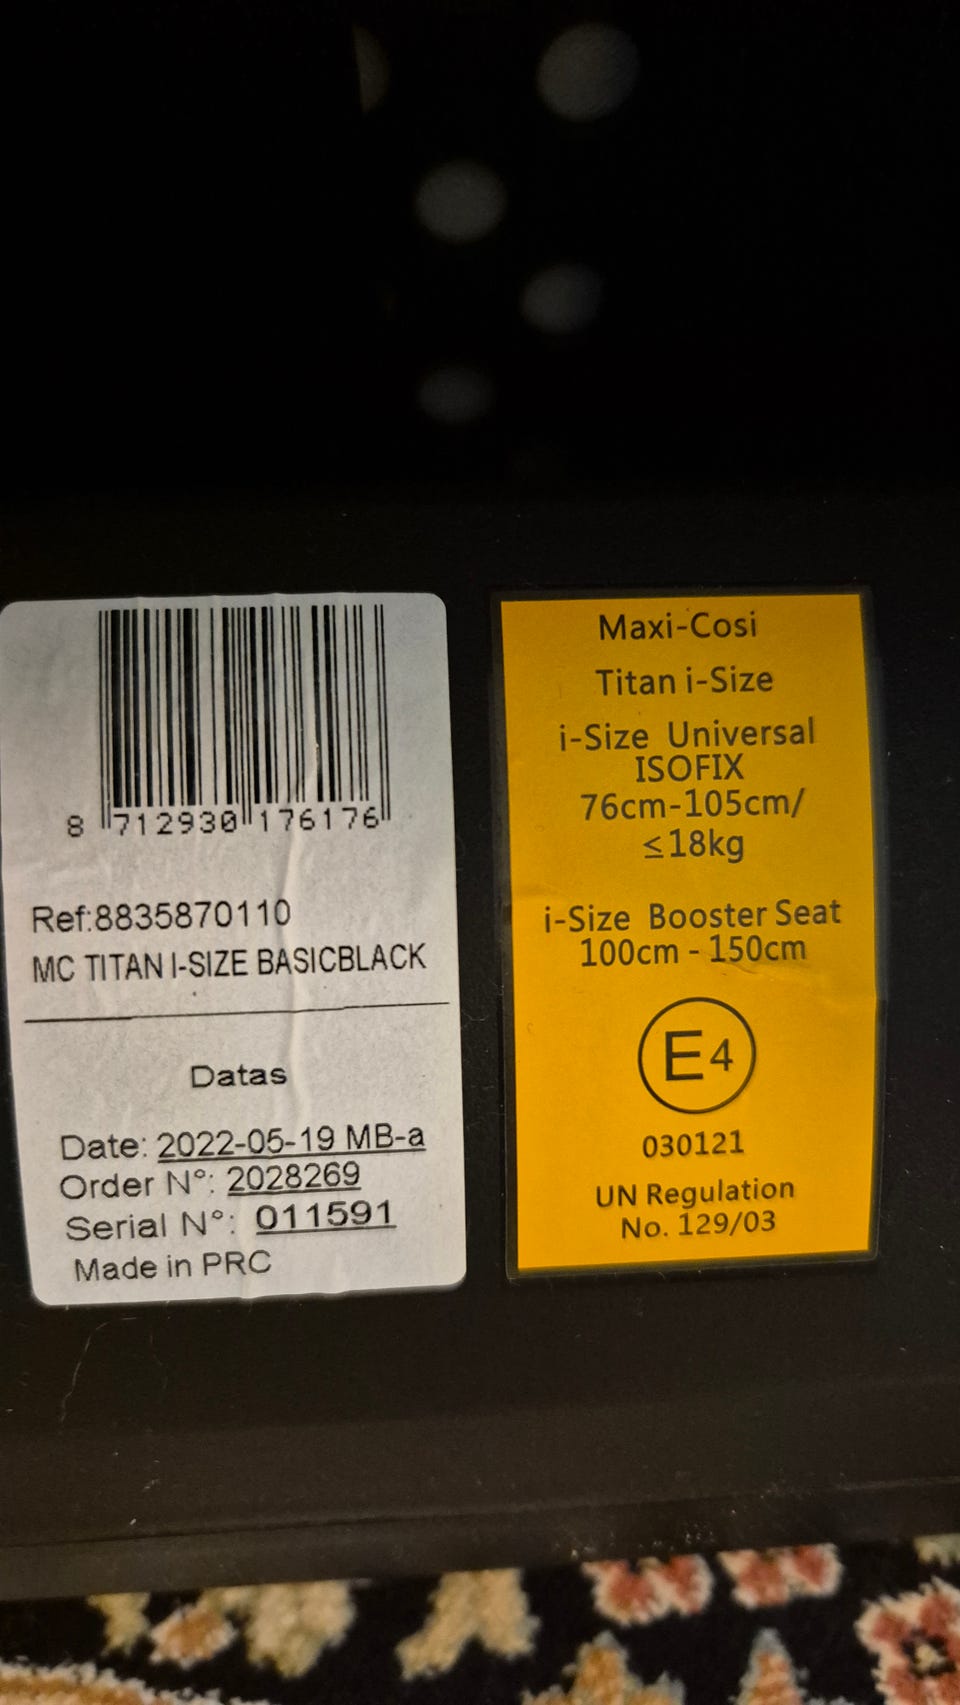 8 712930 176176
Ref:8835870110
MC TITAN I-SIZE BASICBLACK
Datas
Date: 2022-05-19 MB-a
Order N°: 2028269
Serial N°: 011591
Made in PRC
Maxi-Cosi
Titan i-Size
i-Size Universal
ISOFIX
76cm-105cm/
≤18kg
i-Size Booster Seat
100cm - 150cm
E4
030121
UN Regulation
No. 129/03